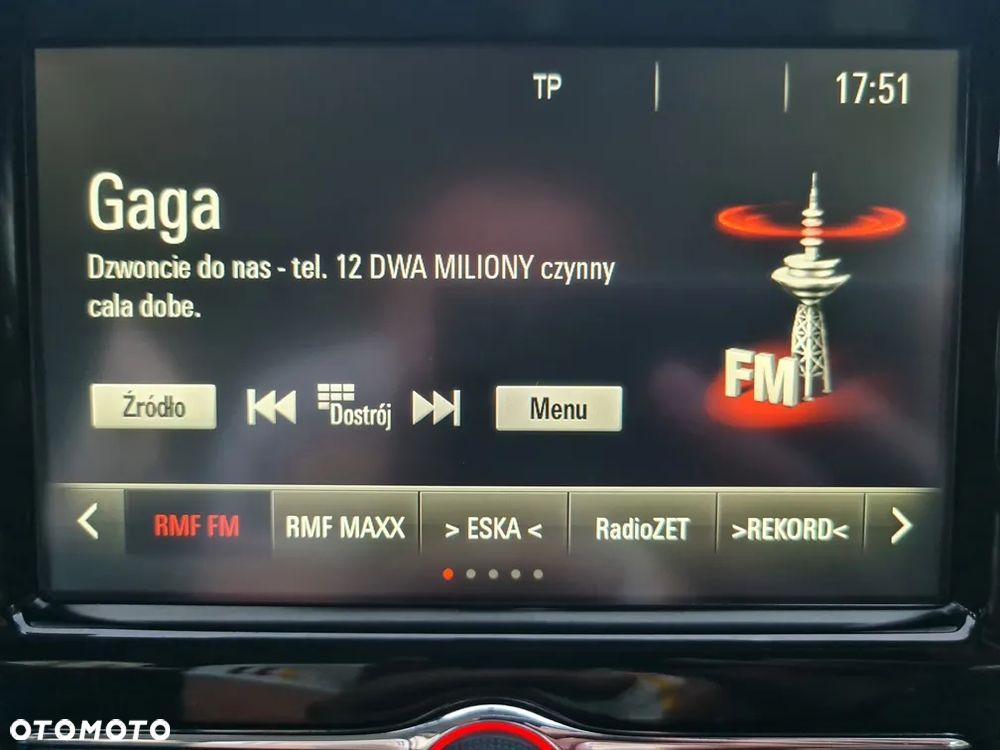 TP
17:51
Gaga
Dzwoncie do nas - tel. 12 DWA MILIONY czynny
cala dobe.
FM
Źródło
Dostrój
Menu
RMF FM
RMF MAXX
> ESKA <
RadioZET
>REKORD<
OTOMOTO